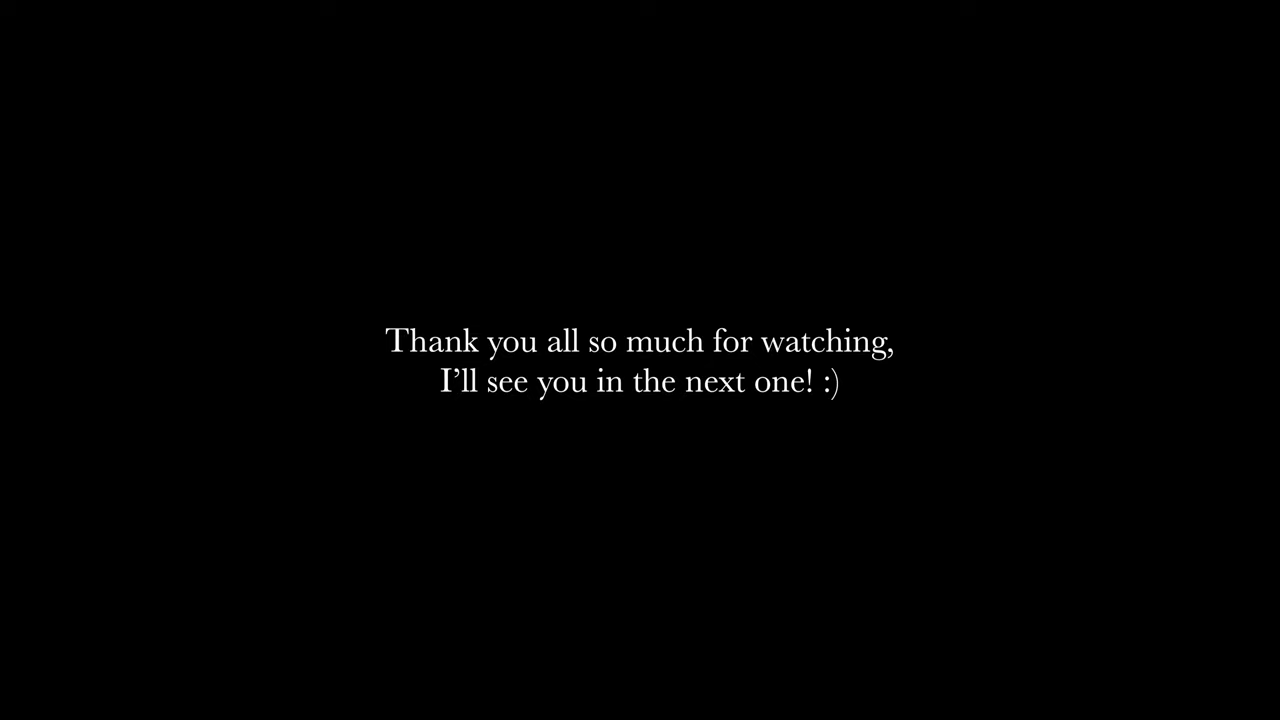 Thank you all so much for watching,
I’ll see you in the next one! :)